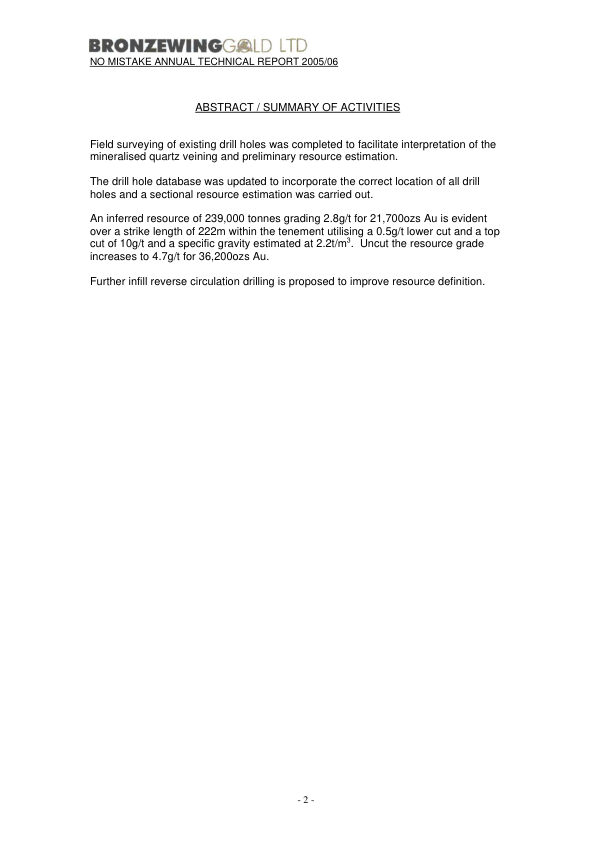 BRONZEWINGGOLD LTD
NO MISTAKE ANNUAL TECHNICAL REPORT 2005/06
ABSTRACT / SUMMARY OF ACTIVITIES
Field surveying of existing drill holes was completed to facilitate interpretation of the
mineralised quartz veining and preliminary resource estimation.
The drill hole database was updated to incorporate the correct location of all drill
holes and a sectional resource estimation was carried out.
An inferred resource of 239,000 tonnes grading 2.8g/t for 21,700ozs Au is evident
over a strike length of 222m within the tenement utilising a 0.5g/t lower cut and a top
cut of 10g/t and a specific gravity estimated at 2.2t/m³.  Uncut the resource grade
increases to 4.7g/t for 36,200ozs Au.
Further infill reverse circulation drilling is proposed to improve resource definition.
- 2 -